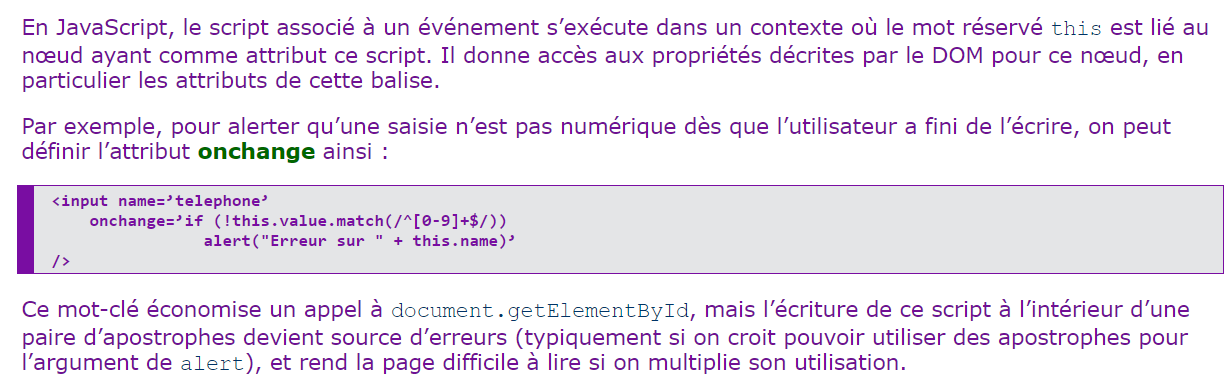 En JavaScript, le script associé à un événement s’exécute dans un contexte où le mot réservé this est lié au
nœud ayant comme attribut ce script. Il donne accès aux propriétés décrites par le DOM pour ce nœud, en
particulier les attributs de cette balise.
Par exemple, pour alerter qu’une saisie n’est pas numérique dès que l’utilisateur a fini de l’écrire, on peut
définir l’attribut onchange ainsi :
<input name=’telephone’
onchange=’if (!this.value.match(/^[0-9]+$/))
alert("Erreur sur " + this.name)’
/>
Ce mot-clé économise un appel à document.getElementById, mais l’écriture de ce script à l’intérieur d’une
paire d’apostrophes devient source d’erreurs (typiquement si on croit pouvoir utiliser des apostrophes pour
l’argument de alert), et rend la page difficile à lire si on multiplie son utilisation.